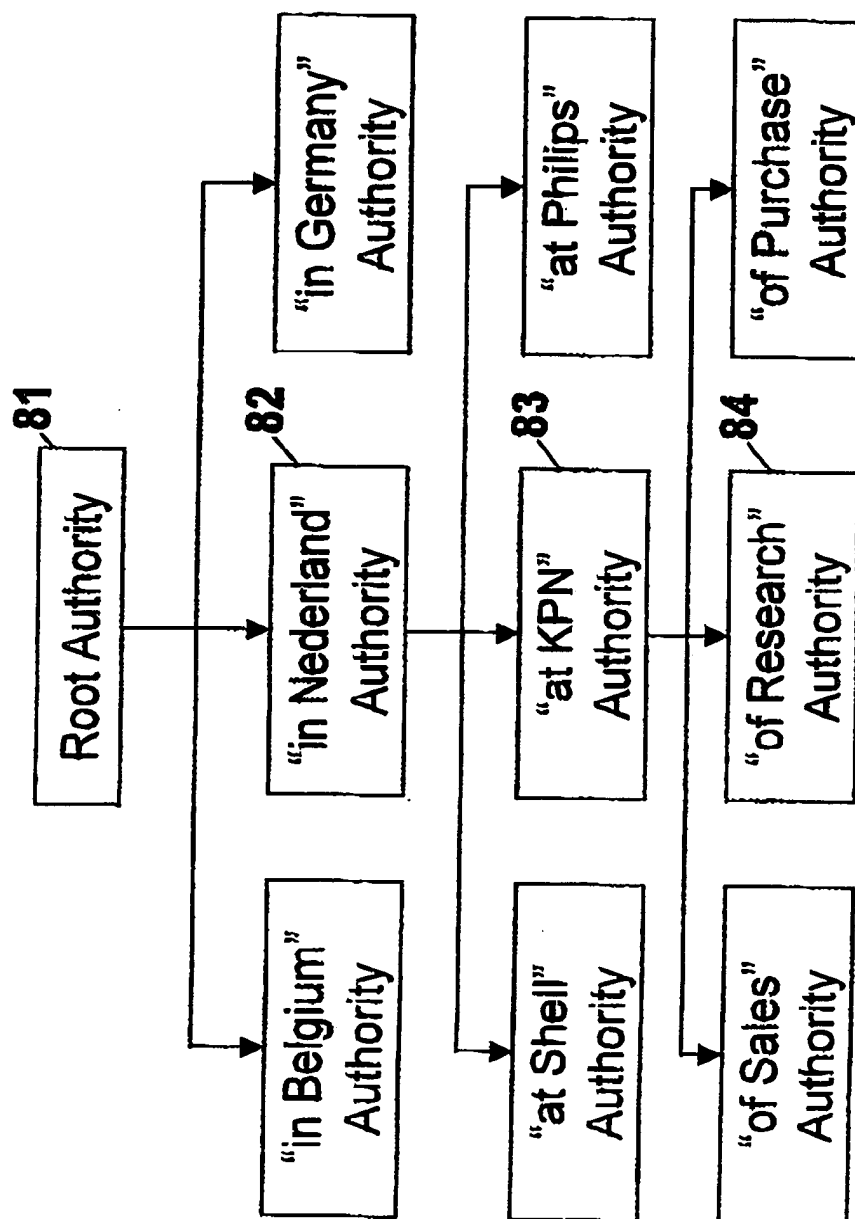 Root Authority
81
“in Belgium”
Authority
“in Nederland”
Authority
82
“in Germany”
Authority
“at Shell”
Authority
“at KPN”
Authority
83
“at Philips”
Authority
“of Sales”
Authority
“of Research”
Authority
84
“of Purchase”
Authority